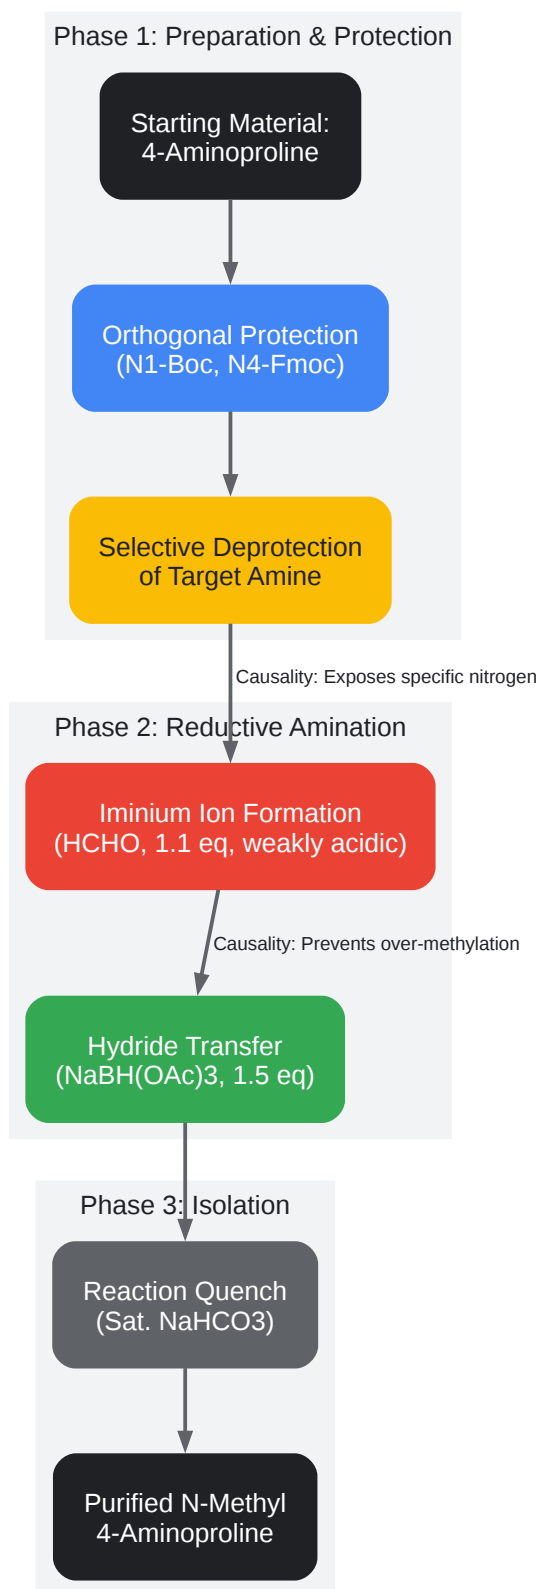 Phase 1: Preparation & Protection
Starting Material:
4-Aminoproline
Orthogonal Protection
(N1-Boc, N4-Fmoc)
Selective Deprotection
of Target Amine
Causality: Exposes specific nitrogen
Phase 2: Reductive Amination
Iminium Ion Formation
(HCHO, 1.1 eq, weakly acidic)
Causality: Prevents over-methylation
Hydride Transfer
(NaBH(OAc)3, 1.5 eq)
Phase 3: Isolation
Reaction Quench
(Sat. NaHCO3)
Purified N-Methyl
4-Aminoproline